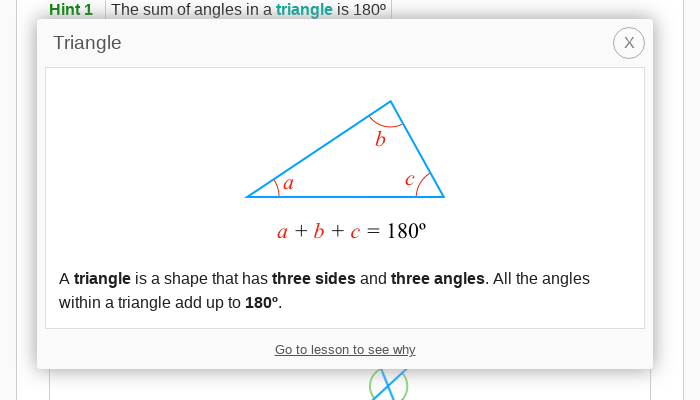 Hint 1 The sum of angles in a triangle is 180º
Triangle
X
b
a
c
a + b + c = 180º
A triangle is a shape that has three sides and three angles. All the angles
within a triangle add up to 180º.
Go to lesson to see why